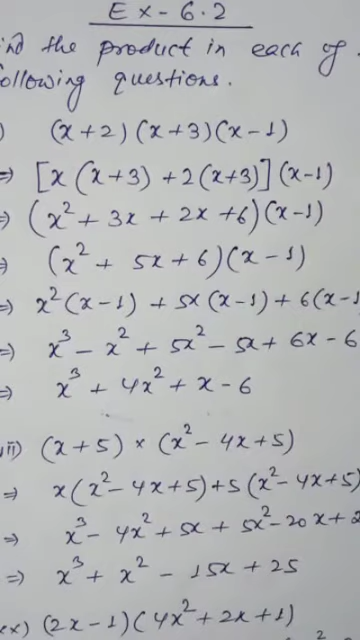 Ex - 6.2
ind the product in each of
ollowing questions.
) (x+2)(x+3)(x-1)
⇒ [x(x+3)+2(x+3)](x-1)
⇒ (x²+3x+2x+6)(x-1)
⇒ (x²+5x+6)(x-1)
⇒ x²(x-1)+5x(x-1)+6(x-1
⇒ x³-x²+5x²-5x+6x-6
⇒ x³+4x²+x-6
ii) (x+5)×(x²-4x+5)
⇒ x(x²-4x+5)+5(x²-4x+5)
⇒ x³-4x²+5x+5x²-20x+2
⇒ x³+x²-15x+25
x) (2x-1)(4x²+2x+1)